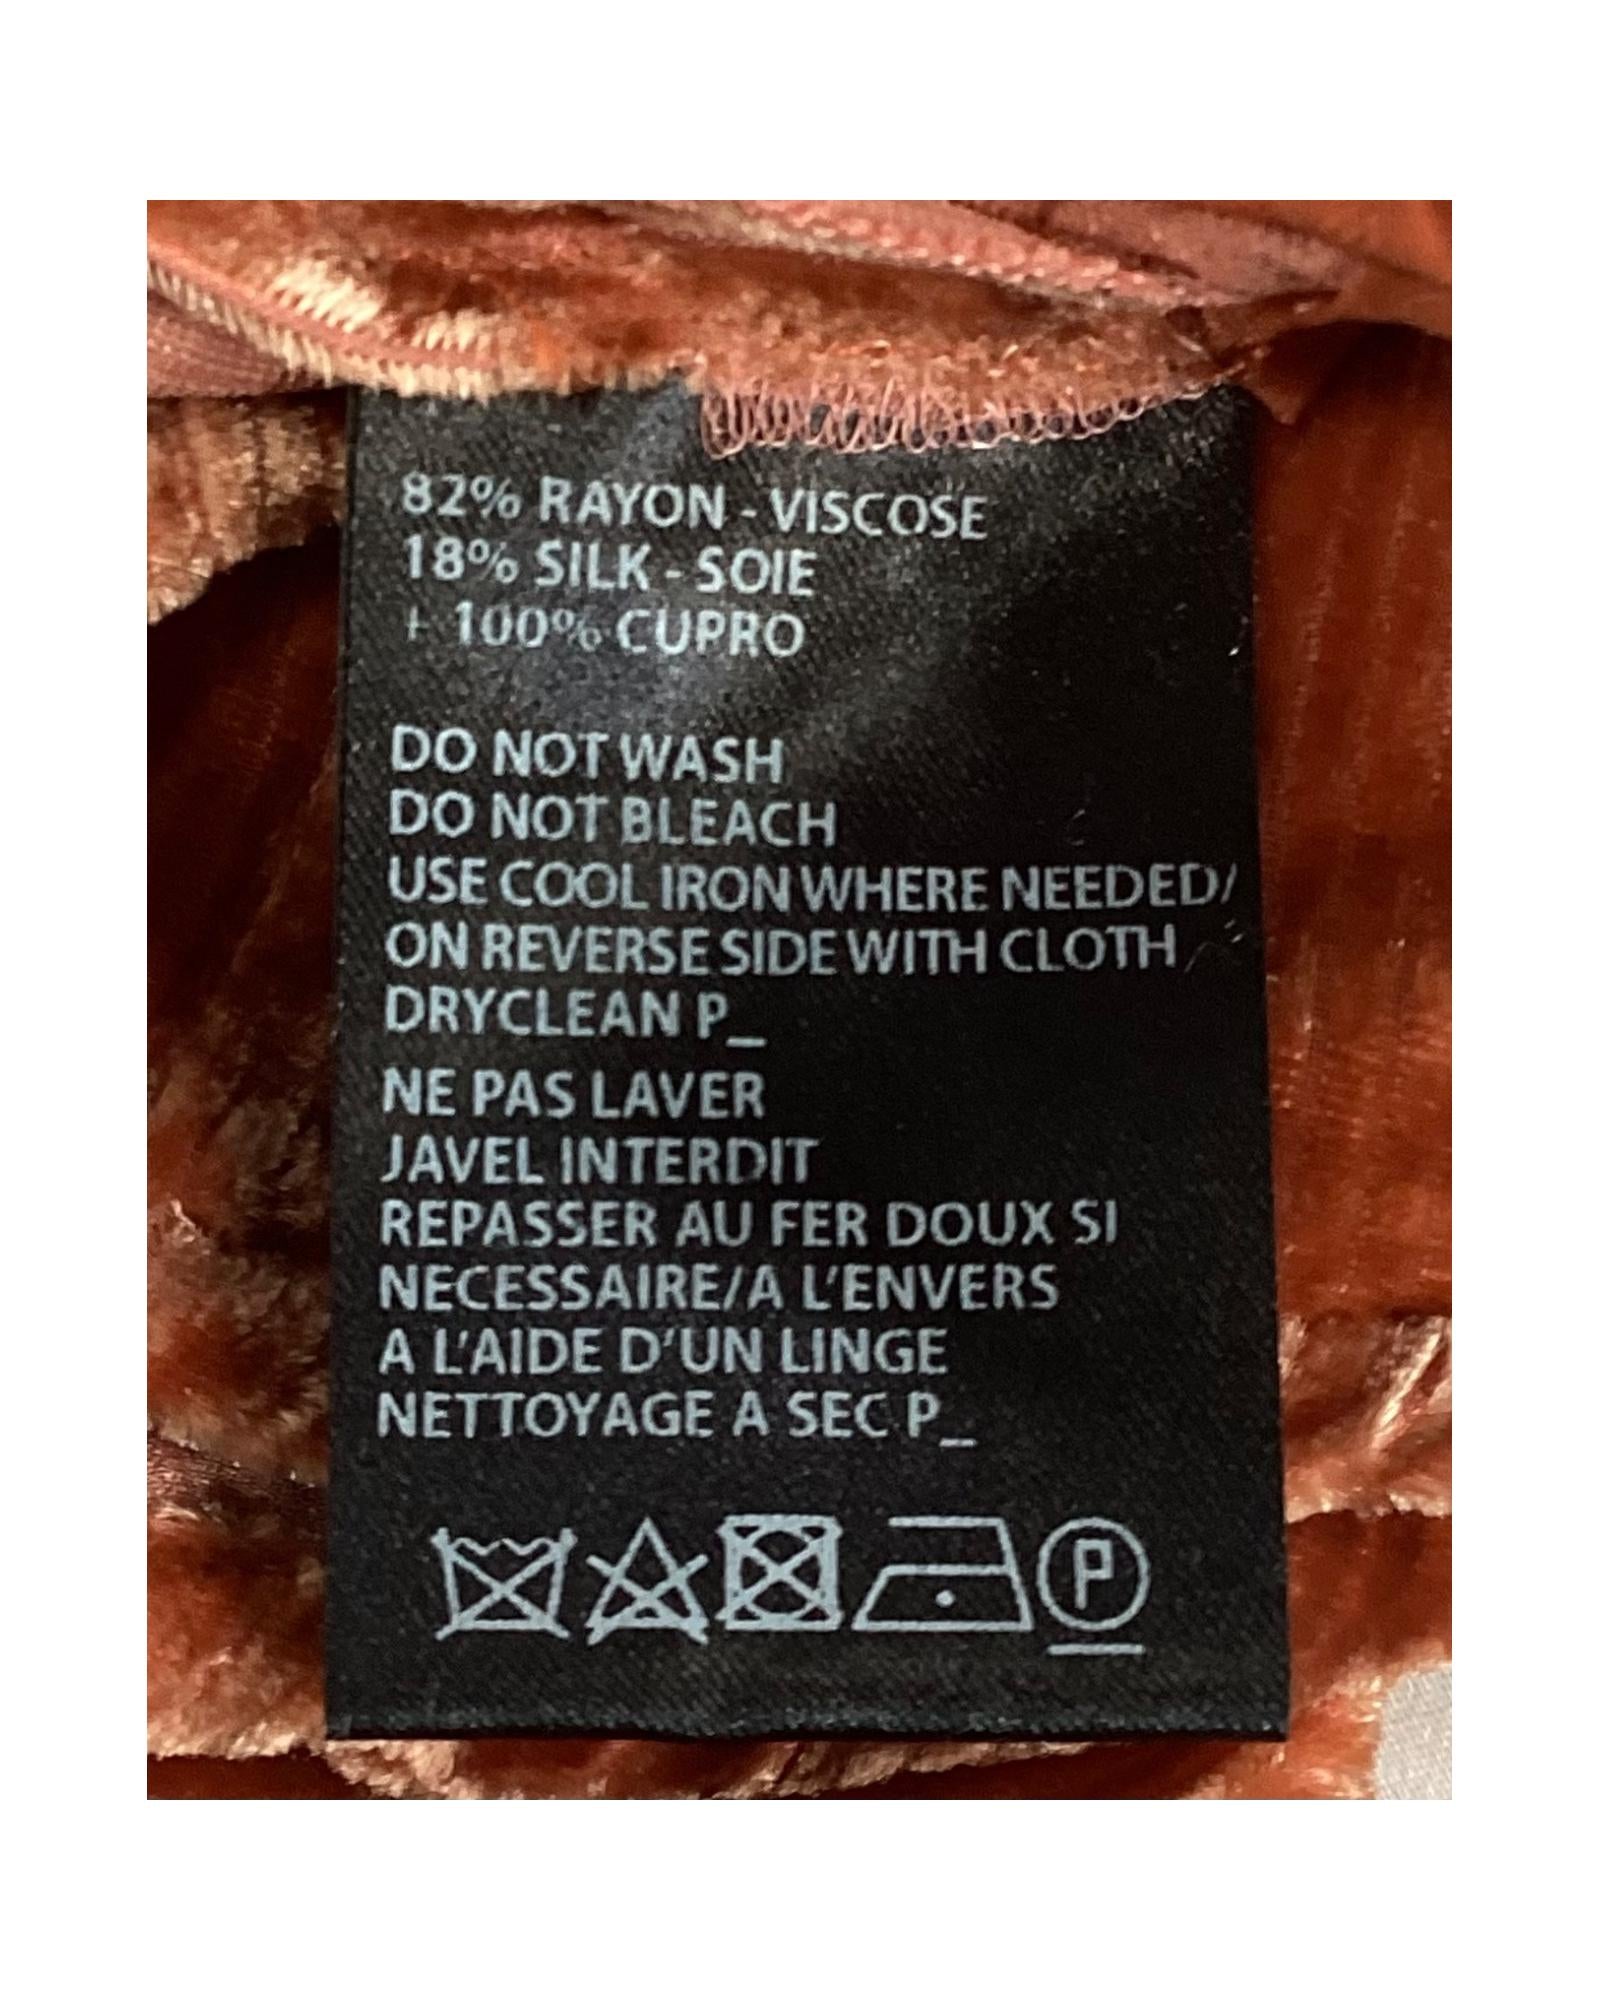 82% RAYON - VISCOSE
18% SILK - SOIE
+ 100% CUPRO
DO NOT WASH
DO NOT BLEACH
USE COOL IRON WHERE NEEDED/
ON REVERSE SIDE WITH CLOTH
DRYCLEAN P_
NE PAS LAVER
JAVEL INTERDIT
REPASSER AU FER DOUX SI
NECESSAIRE/A L'ENVERS
A L'AIDE D'UN LINGE
NETTOYAGE A SEC P_
P